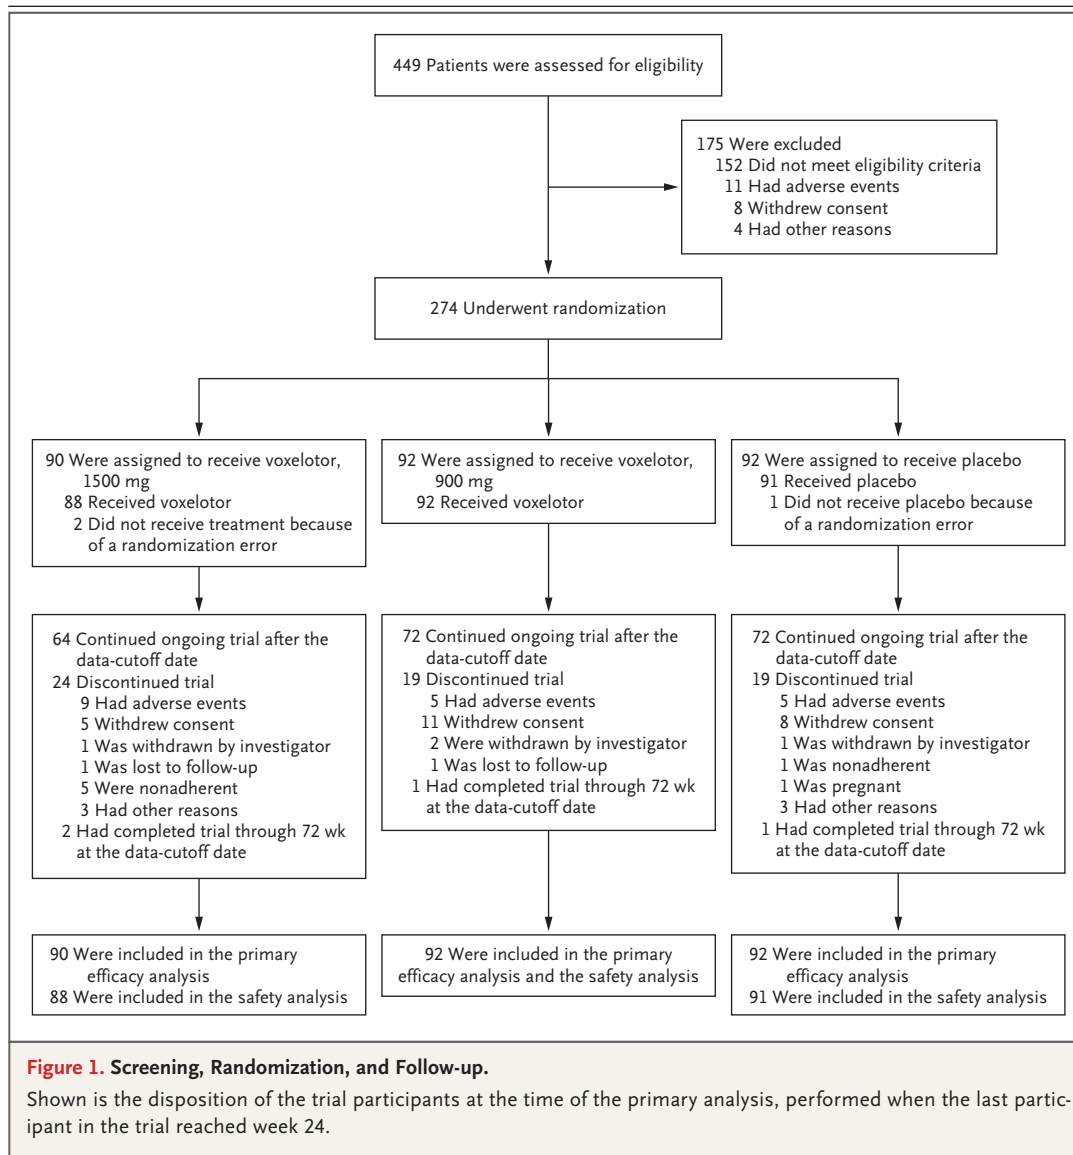 449 Patients were assessed for eligibility
175 Were excluded
152 Did not meet eligibility criteria
11 Had adverse events
8 Withdrew consent
4 Had other reasons
274 Underwent randomization
90 Were assigned to receive voxelotor,
1500 mg
88 Received voxelotor
2 Did not receive treatment because
of a randomization error
92 Were assigned to receive voxelotor,
900 mg
92 Received voxelotor
92 Were assigned to receive placebo
91 Received placebo
1 Did not receive placebo because
of a randomization error
64 Continued ongoing trial after the
data-cutoff date
24 Discontinued trial
9 Had adverse events
5 Withdrew consent
1 Was withdrawn by investigator
1 Was lost to follow-up
5 Were nonadherent
3 Had other reasons
2 Had completed trial through 72 wk
at the data-cutoff date
72 Continued ongoing trial after the
data-cutoff date
19 Discontinued trial
5 Had adverse events
11 Withdrew consent
2 Were withdrawn by investigator
1 Was lost to follow-up
1 Had completed trial through 72 wk
at the data-cutoff date
72 Continued ongoing trial after the
data-cutoff date
19 Discontinued trial
5 Had adverse events
8 Withdrew consent
1 Was withdrawn by investigator
1 Was nonadherent
1 Was pregnant
3 Had other reasons
1 Had completed trial through 72 wk
at the data-cutoff date
90 Were included in the primary
efficacy analysis
88 Were included in the safety analysis
92 Were included in the primary
efficacy analysis and the safety analysis
92 Were included in the primary
efficacy analysis
91 Were included in the safety analysis
Figure 1. Screening, Randomization, and Follow-up.
Shown is the disposition of the trial participants at the time of the primary analysis, performed when the last partic-
ipant in the trial reached week 24.